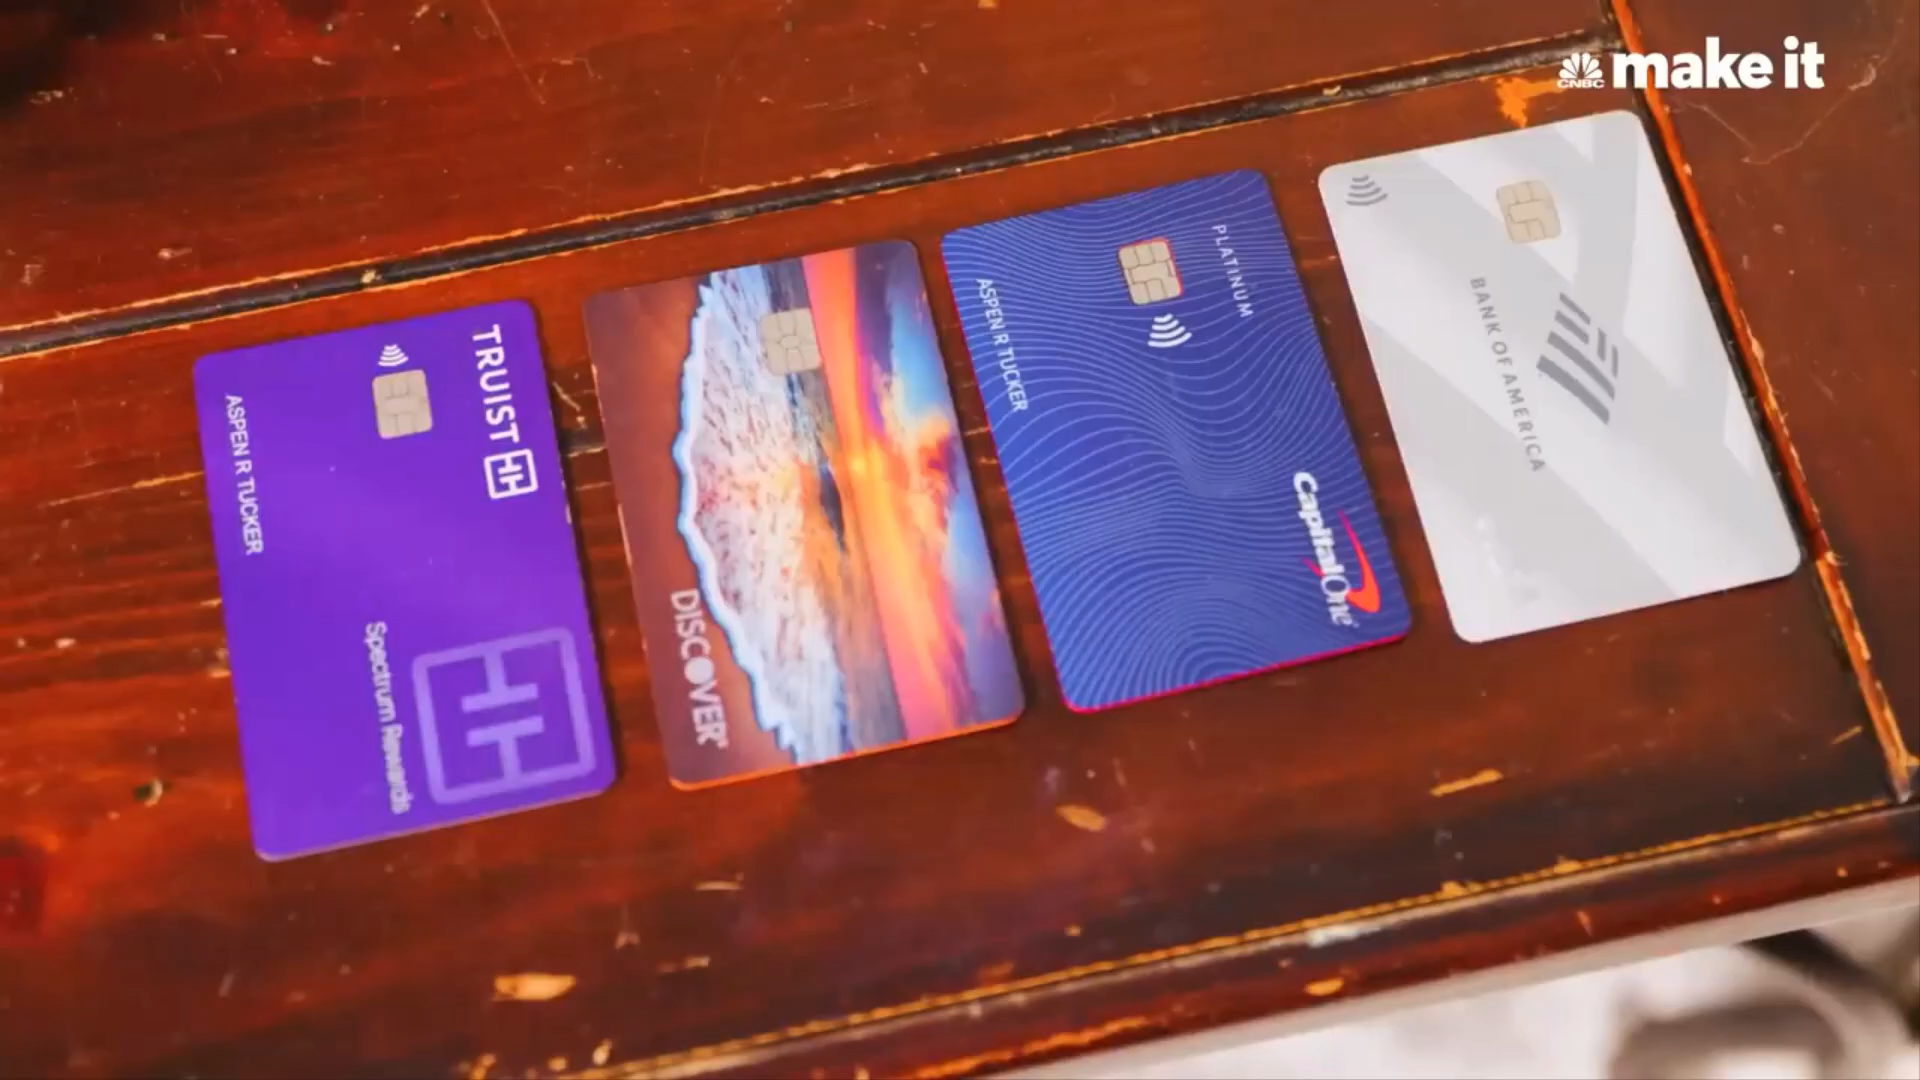 CNBC make it
TRUIST
ASPEN R TUCKER
Spectrum Rewards
DISCOVER
PLATINUM
ASPEN R TUCKER
Capital One
BANK OF AMERICA